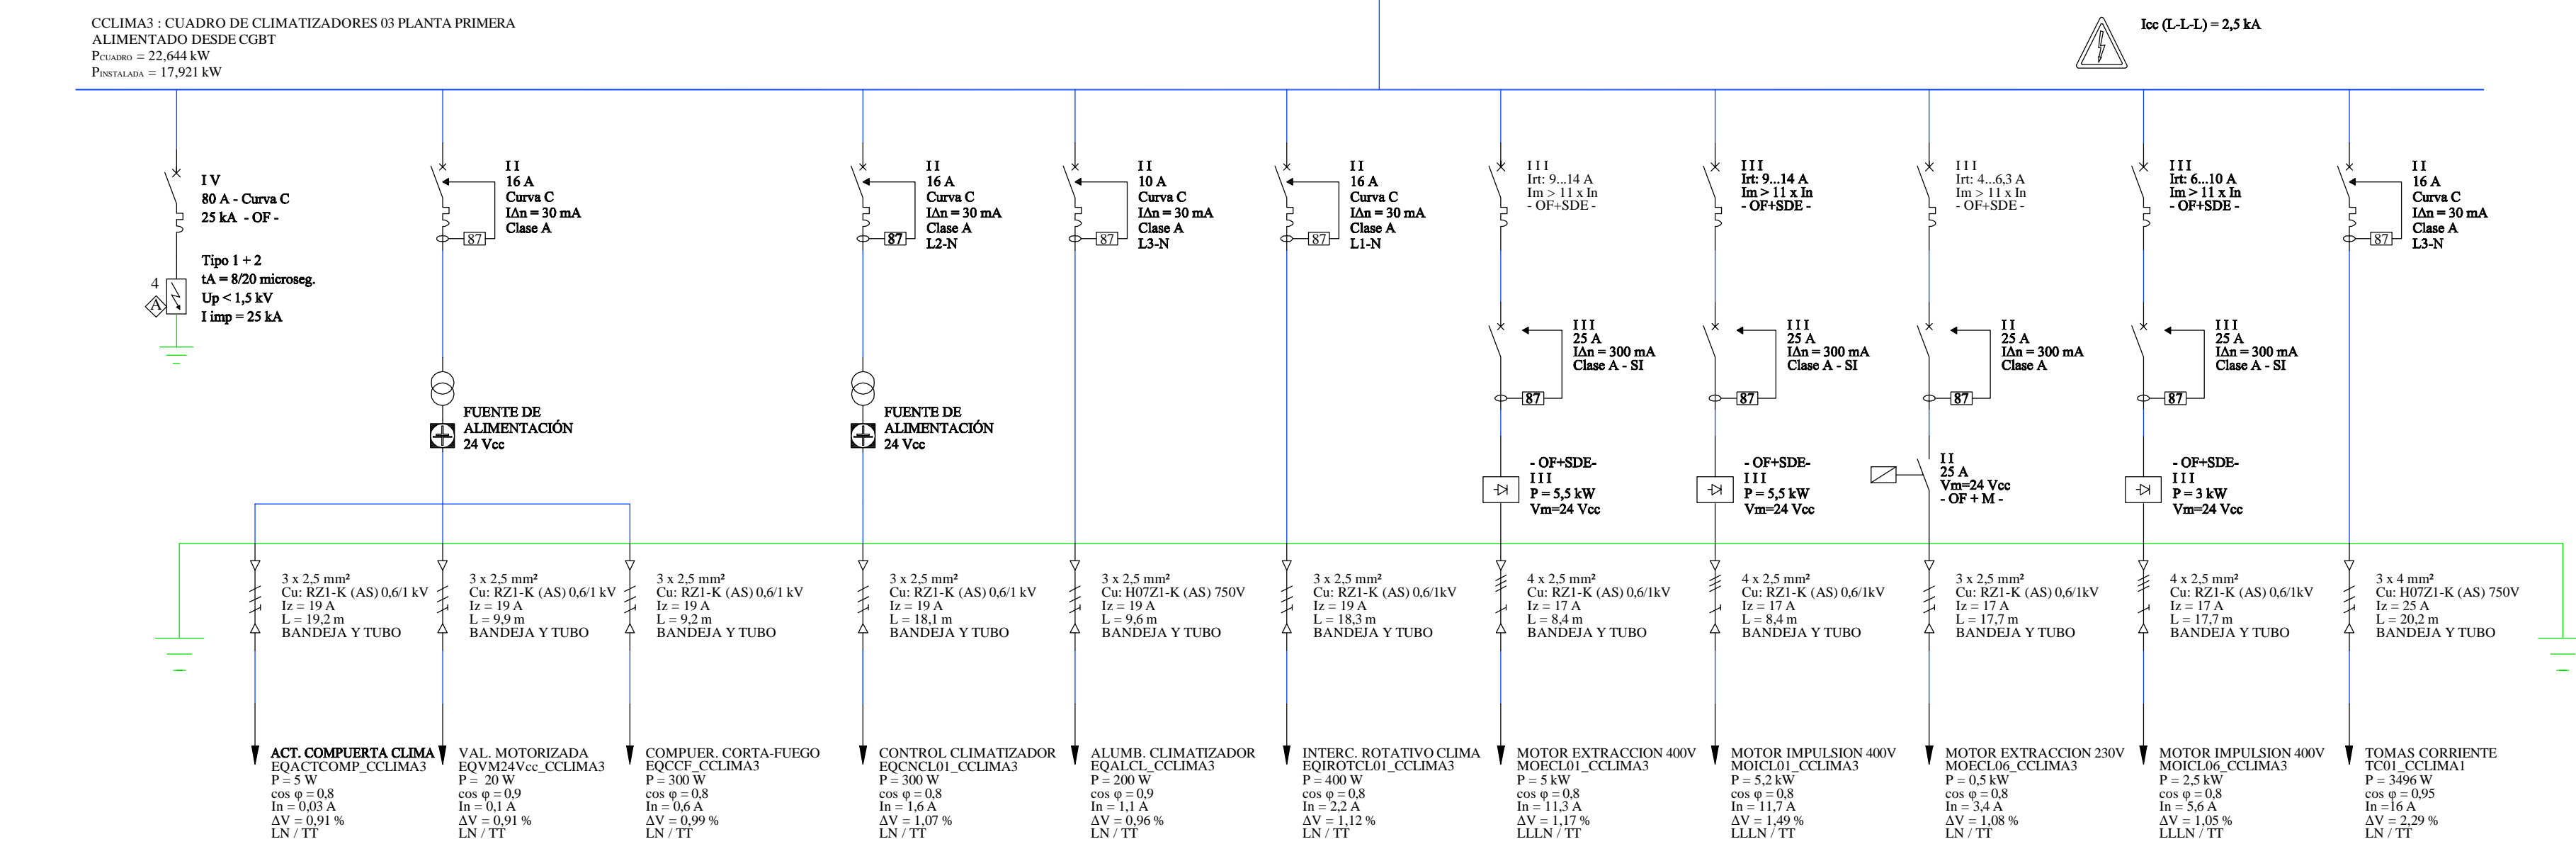 CCLIMA3 : CUADRO DE CLIMATIZADORES 03 PLANTA PRIMERA
ALIMENTADO DESDE CGBT
PCUADRO = 22,644 kW
PINSTALADA = 17,921 kW
Icc (L-L-L) = 2,5 kA
I V
80 A - Curva C
25 kA - OF -
Tipo 1 + 2
tA = 8/20 microseg.
Up < 1,5 kV
I imp = 25 kA
4
A
I I
16 A
Curva C
IΔn = 30 mA
Clase A
87
FUENTE DE
ALIMENTACIÓN
24 Vcc
I I
16 A
Curva C
IΔn = 30 mA
Clase A
L2-N
87
FUENTE DE
ALIMENTACIÓN
24 Vcc
I I
10 A
Curva C
IΔn = 30 mA
Clase A
L3-N
87
I I
16 A
Curva C
IΔn = 30 mA
Clase A
L1-N
87
I I I
Irt: 9...14 A
Im > 11 x In
- OF+SDE -
I I I
25 A
IΔn = 300 mA
Clase A - SI
87
- OF+SDE-
I I I
P = 5,5 kW
Vm=24 Vcc
I I I
Irt: 9...14 A
Im > 11 x In
- OF+SDE -
I I I
25 A
IΔn = 300 mA
Clase A - SI
87
- OF+SDE-
I I I
P = 5,5 kW
Vm=24 Vcc
I I I
Irt: 4...6,3 A
Im > 11 x In
- OF+SDE -
I I
25 A
IΔn = 300 mA
Clase A
87
I I
25 A
Vm=24 Vcc
- OF + M -
I I I
Irt: 6...10 A
Im > 11 x In
- OF+SDE -
I I I
25 A
IΔn = 300 mA
Clase A - SI
87
- OF+SDE-
I I I
P = 3 kW
Vm=24 Vcc
I I
16 A
Curva C
IΔn = 30 mA
Clase A
L3-N
87
3 x 2,5 mm²
Cu: RZ1-K (AS) 0,6/1 kV
Iz = 19 A
L = 19,2 m
BANDEJA Y TUBO
3 x 2,5 mm²
Cu: RZ1-K (AS) 0,6/1 kV
Iz = 19 A
L = 9,9 m
BANDEJA Y TUBO
3 x 2,5 mm²
Cu: RZ1-K (AS) 0,6/1 kV
Iz = 19 A
L = 9,2 m
BANDEJA Y TUBO
3 x 2,5 mm²
Cu: RZ1-K (AS) 0,6/1 kV
Iz = 19 A
L = 18,1 m
BANDEJA Y TUBO
3 x 2,5 mm²
Cu: H07Z1-K (AS) 750V
Iz = 19 A
L = 9,6 m
BANDEJA Y TUBO
3 x 2,5 mm²
Cu: RZ1-K (AS) 0,6/1kV
Iz = 19 A
L = 18,3 m
BANDEJA Y TUBO
4 x 2,5 mm²
Cu: RZ1-K (AS) 0,6/1kV
Iz = 17 A
L = 8,4 m
BANDEJA Y TUBO
4 x 2,5 mm²
Cu: RZ1-K (AS) 0,6/1kV
Iz = 17 A
L = 8,4 m
BANDEJA Y TUBO
3 x 2,5 mm²
Cu: RZ1-K (AS) 0,6/1kV
Iz = 17 A
L = 17,7 m
BANDEJA Y TUBO
4 x 2,5 mm²
Cu: RZ1-K (AS) 0,6/1kV
Iz = 17 A
L = 17,7 m
BANDEJA Y TUBO
3 x 4 mm²
Cu: H07Z1-K (AS) 750V
Iz = 25 A
L = 20,2 m
BANDEJA Y TUBO
ACT. COMPUERTA CLIMA
EQACTCOMP_CCLIMA3
P = 5 W
cos φ = 0,8
In = 0,03 A
ΔV = 0,91 %
LN / TT
VAL. MOTORIZADA
EQVM24Vcc_CCLIMA3
P = 20 W
cos φ = 0,9
In = 0,1 A
ΔV = 0,91 %
LN / TT
COMPUER. CORTA-FUEGO
EQCCF_CCLIMA3
P = 300 W
cos φ = 0,8
In = 0,6 A
ΔV = 0,99 %
LN / TT
CONTROL CLIMATIZADOR
EQCNCL01_CCLIMA3
P = 300 W
cos φ = 0,8
In = 1,6 A
ΔV = 1,07 %
LN / TT
ALUMB. CLIMATIZADOR
EQALCL_CCLIMA3
P = 200 W
cos φ = 0,9
In = 1,1 A
ΔV = 0,96 %
LN / TT
INTERC. ROTATIVO CLIMA
EQIROTCL01_CCLIMA3
P = 400 W
cos φ = 0,8
In = 2,2 A
ΔV = 1,12 %
LN / TT
MOTOR EXTRACCION 400V
MOECL01_CCLIMA3
P = 5 kW
cos φ = 0,8
In = 11,3 A
ΔV = 1,17 %
LLLN / TT
MOTOR IMPULSION 400V
MOICL01_CCLIMA3
P = 5,2 kW
cos φ = 0,8
In = 11,7 A
ΔV = 1,49 %
LLLN / TT
MOTOR EXTRACCION 230V
MOECL06_CCLIMA3
P = 0,5 kW
cos φ = 0,8
In = 3,4 A
ΔV = 1,08 %
LN / TT
MOTOR IMPULSION 400V
MOICL06_CCLIMA3
P = 2,5 kW
cos φ = 0,8
In = 5,6 A
ΔV = 1,05 %
LLLN / TT
TOMAS CORRIENTE
TC01_CCLIMA1
P = 3496 W
cos φ = 0,95
In =16 A
ΔV = 2,29 %
LN / TT